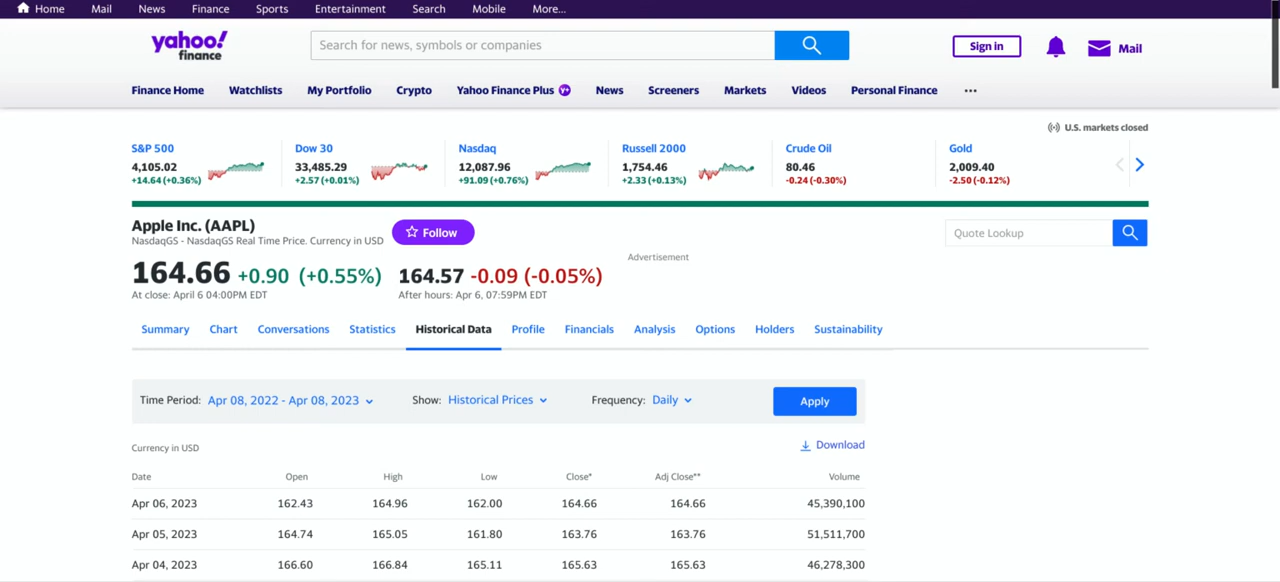 Home Mail News Finance Sports Entertainment Search Mobile More...
yahoo!
finance
Search for news, symbols or companies
Sign in
Mail
Finance Home Watchlists My Portfolio Crypto Yahoo Finance Plus Y+ News Screeners Markets Videos Personal Finance ...
U.S. markets closed
S&P 500 Dow 30 Nasdaq Russell 2000 Crude Oil Gold
4,105.02 33,485.29 12,087.96 1,754.46 80.46 2,009.40
+14.64 (+0.36%) +2.57 (+0.01%) +91.09 (+0.76%) +2.33 (+0.13%) -0.24 (-0.30%) -2.50 (-0.12%)
Apple Inc. (AAPL)
NasdaqGS - NasdaqGS Real Time Price. Currency in USD
Follow
Quote Lookup
Advertisement
164.66 +0.90 (+0.55%) 164.57 -0.09 (-0.05%)
At close: April 6 04:00PM EDT After hours: Apr 6, 07:59PM EDT
Summary Chart Conversations Statistics Historical Data Profile Financials Analysis Options Holders Sustainability
Time Period: Apr 08, 2022 - Apr 08, 2023 Show: Historical Prices Frequency: Daily Apply
Currency in USD Download
Date Open High Low Close* Adj Close** Volume
Apr 06, 2023 162.43 164.96 162.00 164.66 164.66 45,390,100
Apr 05, 2023 164.74 165.05 161.80 163.76 163.76 51,511,700
Apr 04, 2023 166.60 166.84 165.11 165.63 165.63 46,278,300